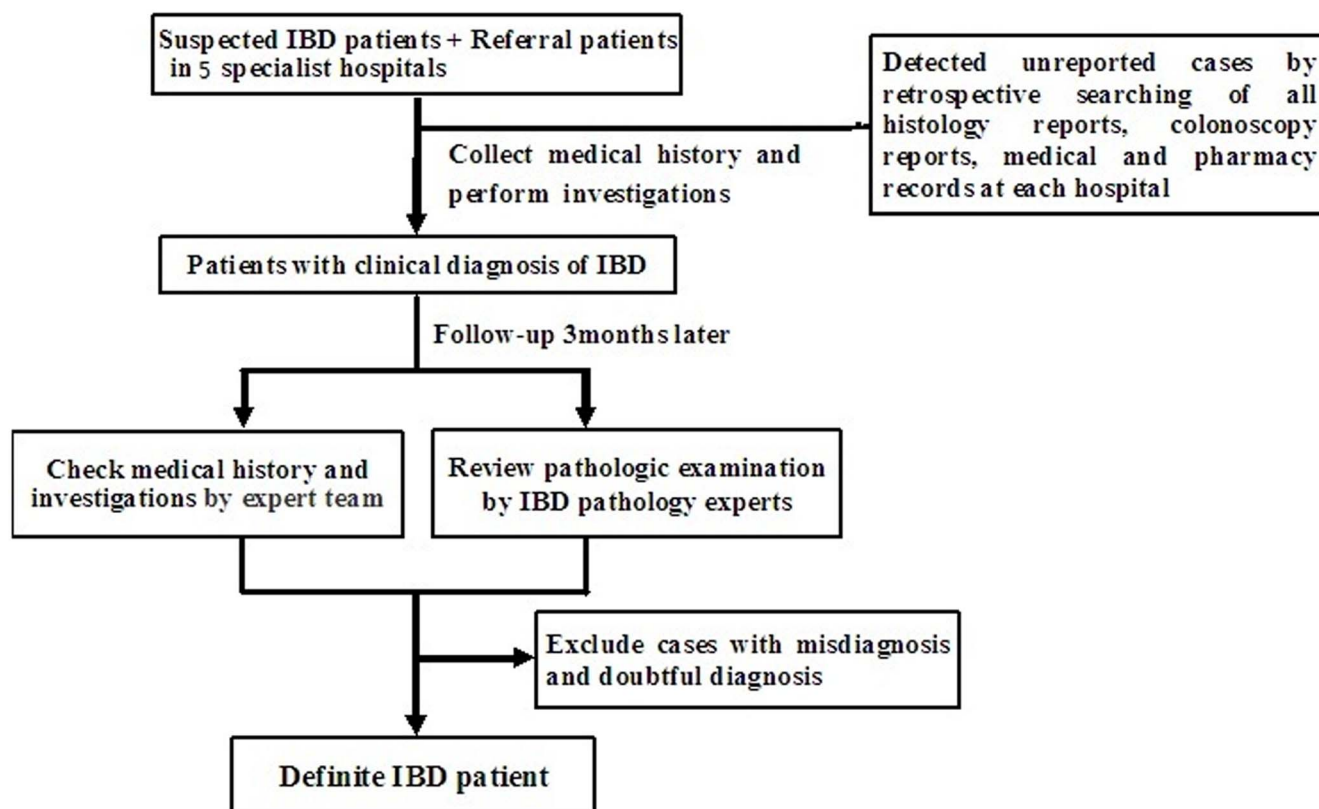 Suspected IBD patients + Referral patients
in 5 specialist hospitals
Detected unreported cases by
retrospective searching of all
histology reports, colonoscopy
reports, medical and pharmacy
records at each hospital
Collect medical history and
perform investigations
Patients with clinical diagnosis of IBD
Follow-up 3months later
Check medical history and
investigations by expert team
Review pathologic examination
by IBD pathology experts
Exclude cases with misdiagnosis
and doubtful diagnosis
Definite IBD patient